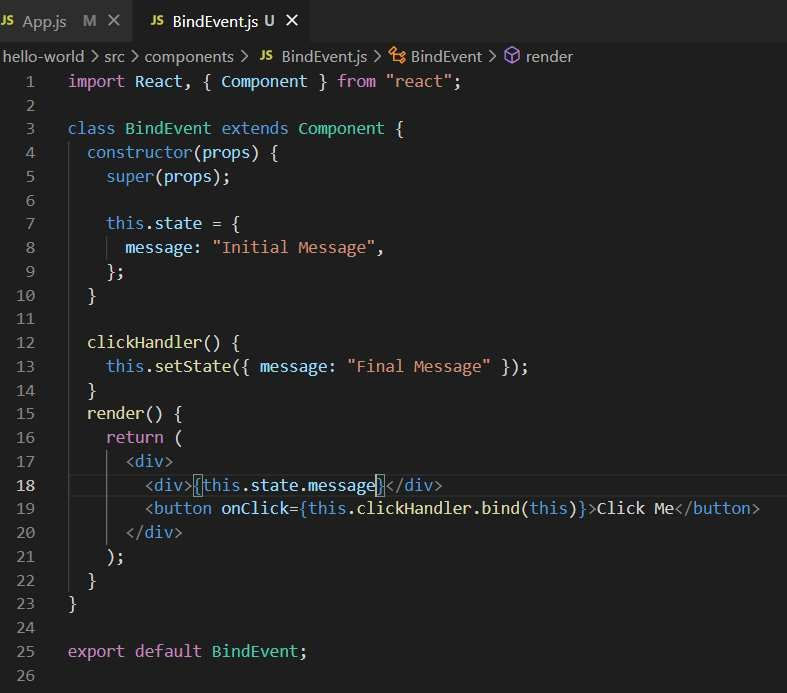 JS App.js M X JS BindEvent.js U X
hello-world > src > components > JS BindEvent.js > BindEvent > render
1 import React, { Component } from "react";
2
3 class BindEvent extends Component {
4   constructor(props) {
5     super(props);
6
7     this.state = {
8       message: "Initial Message",
9     };
10   }
11
12   clickHandler() {
13     this.setState({ message: "Final Message" });
14   }
15   render() {
16     return (
17       <div>
18         <div>{this.state.message}</div>
19         <button onClick={this.clickHandler.bind(this)}>Click Me</button>
20       </div>
21     );
22   }
23 }
24
25 export default BindEvent;
26